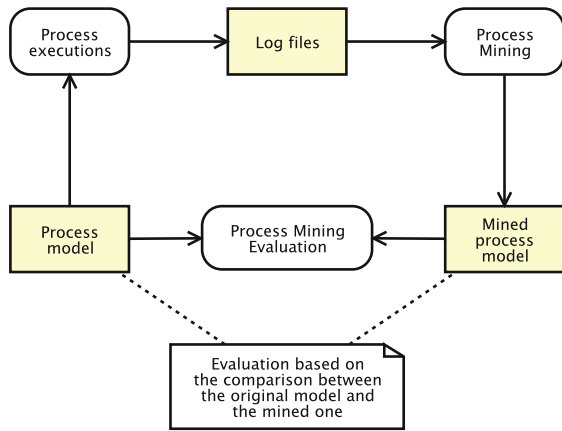 Process
executions
Log files
Process
Mining
Process
model
Process Mining
Evaluation
Mined
process
model
Evaluation based on
the comparison between
the original model and
the mined one